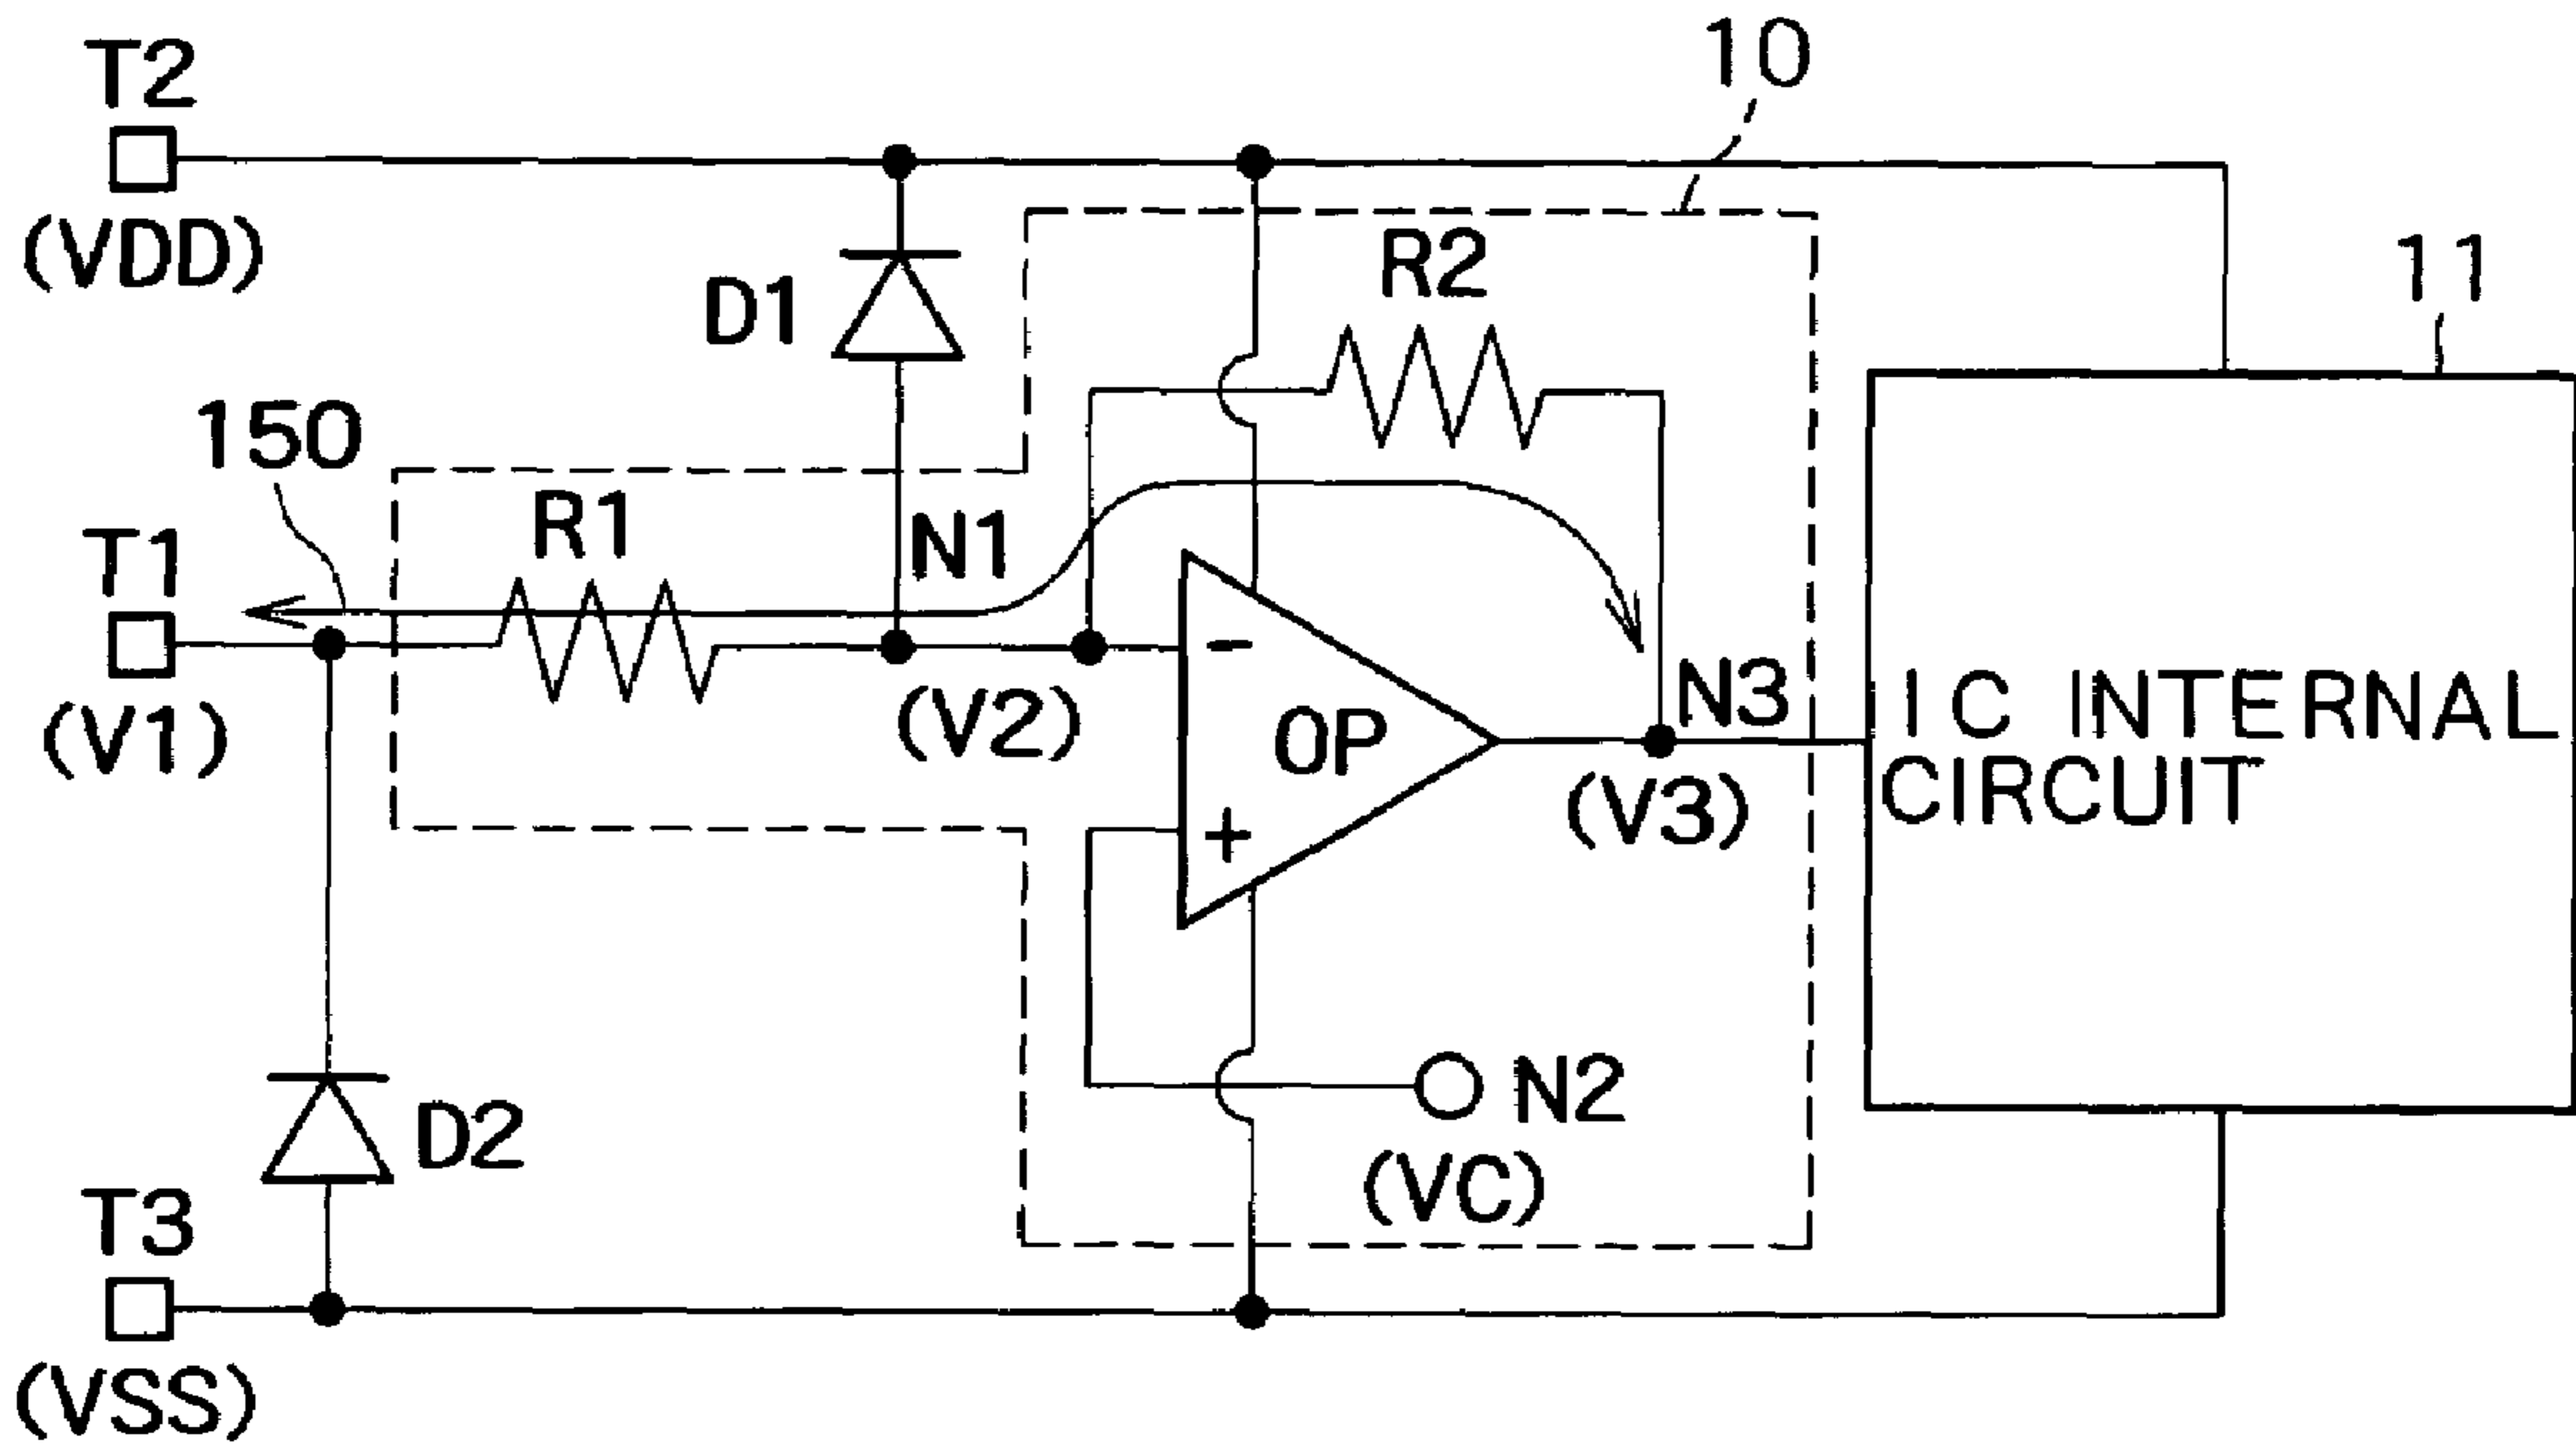 10
T2
(VDD)
R2
D1
11
150
R1
N1
T1
(V1)
(V2)
-
OP
+
N3
(V3)
IC INTERNAL
CIRCUIT
N2
(VC)
D2
T3
(VSS)